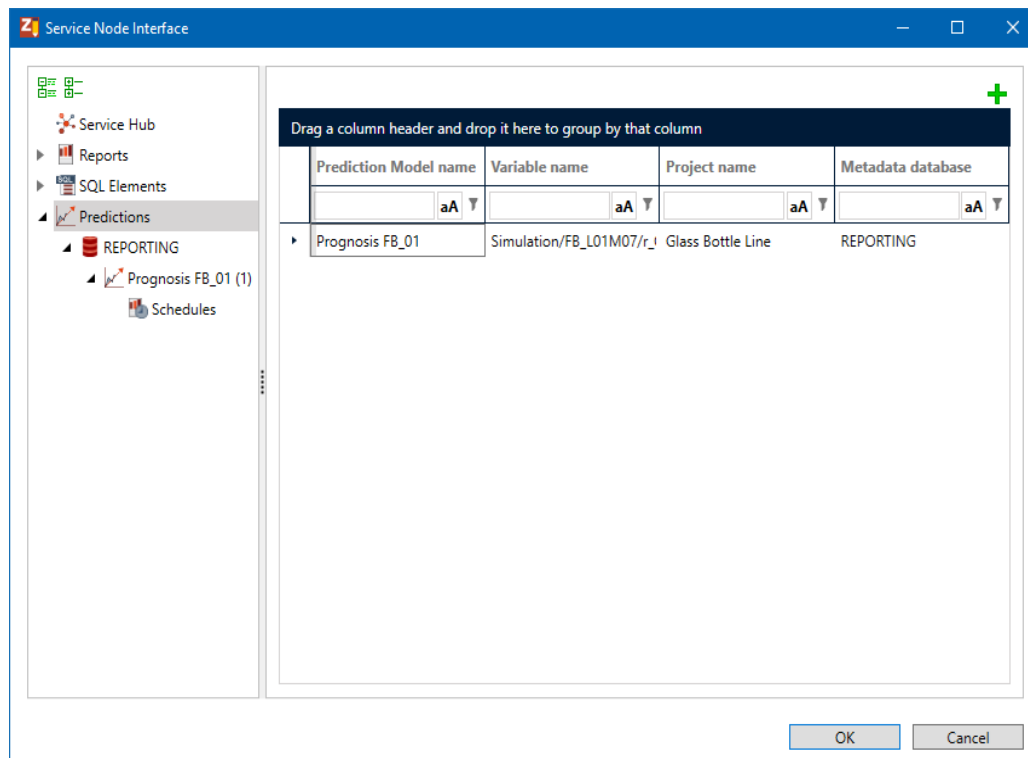 Service Node Interface
Service Hub
Reports
SQL Elements
Predictions
REPORTING
Prognosis FB_01 (1)
Schedules
Drag a column header and drop it here to group by that column
Prediction Model name Variable name Project name Metadata database
aA aA aA aA
Prognosis FB_01 Simulation/FB_L01M07/r_ Glass Bottle Line REPORTING
OK Cancel